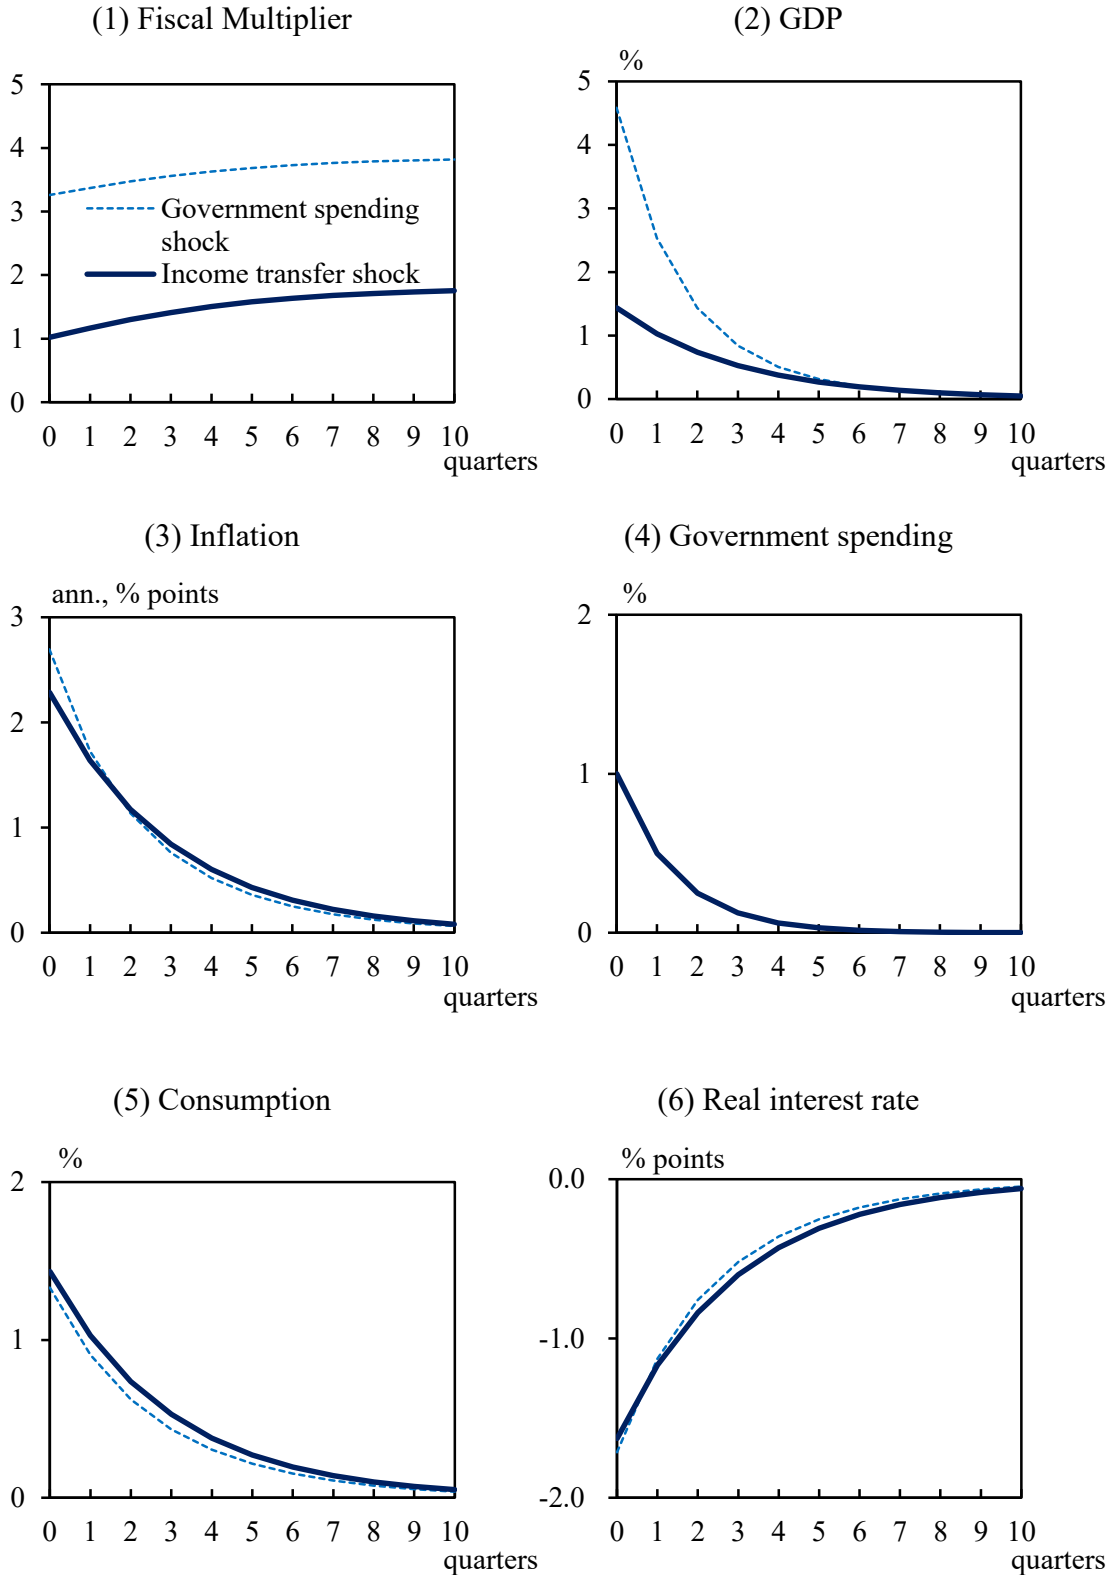 (1) Fiscal Multiplier
5
4
3
2
1
0
Government spending
shock
Income transfer shock
0 1 2 3 4 5 6 7 8 9 10
quarters
(2) GDP
%
5
4
3
2
1
0
0 1 2 3 4 5 6 7 8 9 10
quarters
(3) Inflation
ann., % points
3
2
1
0
0 1 2 3 4 5 6 7 8 9 10
quarters
(4) Government spending
%
2
1
0
0 1 2 3 4 5 6 7 8 9 10
quarters
(5) Consumption
%
2
1
0
0 1 2 3 4 5 6 7 8 9 10
quarters
(6) Real interest rate
% points
0.0
-1.0
-2.0
0 1 2 3 4 5 6 7 8 9 10
quarters